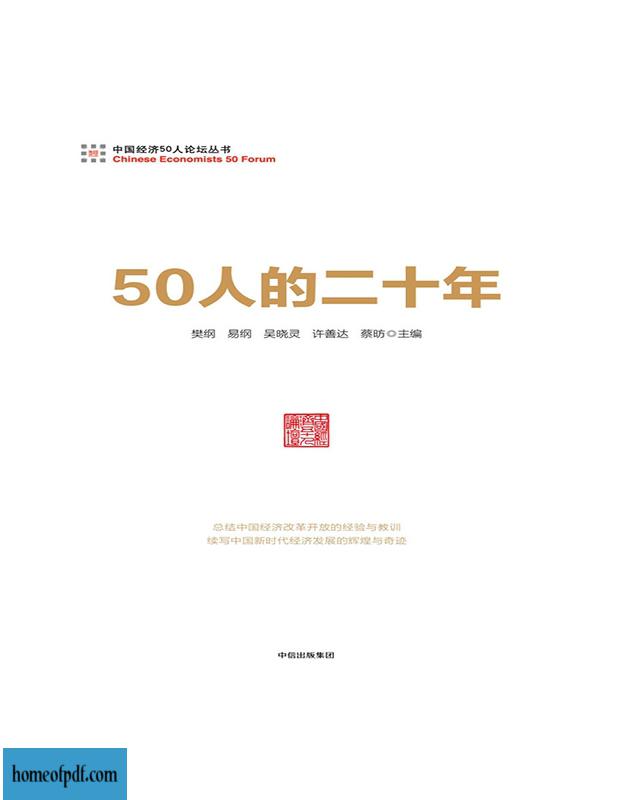 中国经济50人论坛丛书
Chinese Economists 50 Forum
50人的二十年
樊纲 易纲 吴晓灵 许善达 蔡昉◎主编
总结中国经济改革开放的经验与教训
续写中国新时代经济发展的辉煌与奇迹
中信出版集团
homeofpdf.com